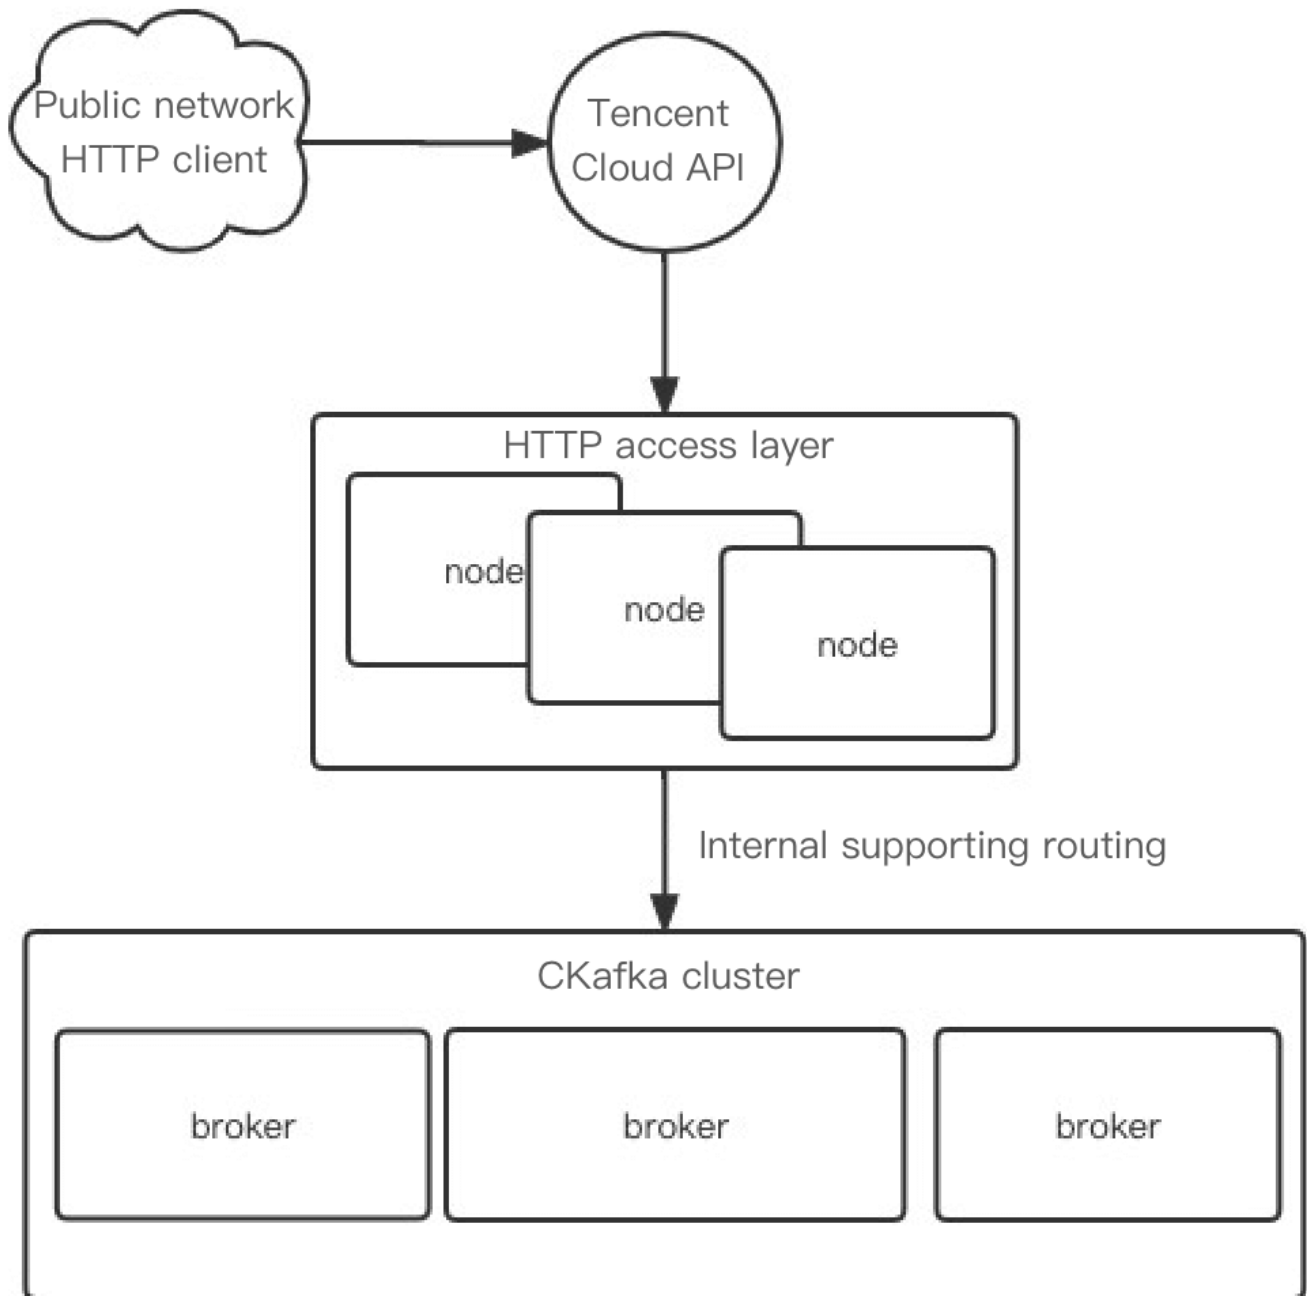 Public network
HTTP client
Tencent
Cloud API
HTTP access layer
node
node
node
Internal supporting routing
CKafka cluster
broker
broker
broker